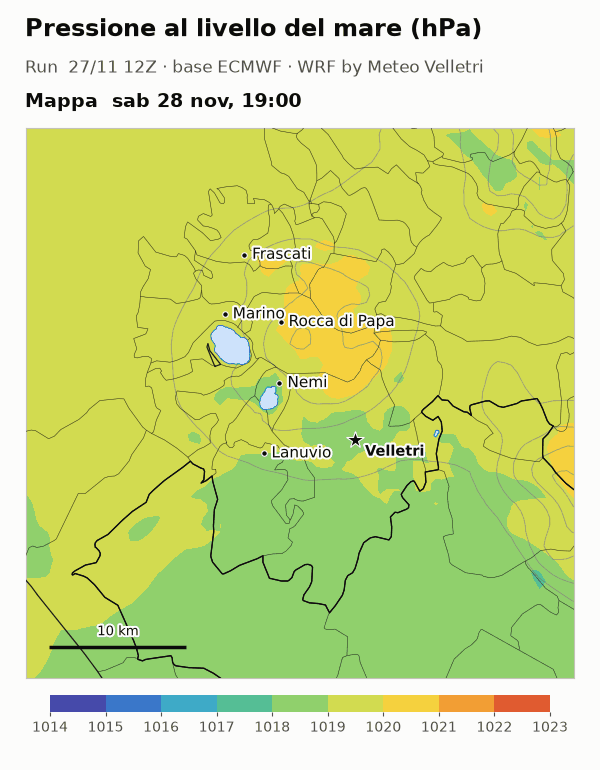 Pressione al livello del mare (hPa)
Run  27/11 12Z · base ECMWF · WRF by Meteo Velletri
Mappa  sab 28 nov, 19:00
Frascati
Marino
Rocca di Papa
Nemi
Velletri
Lanuvio
10 km
1014 1015 1016 1017 1018 1019 1020 1021 1022 1023